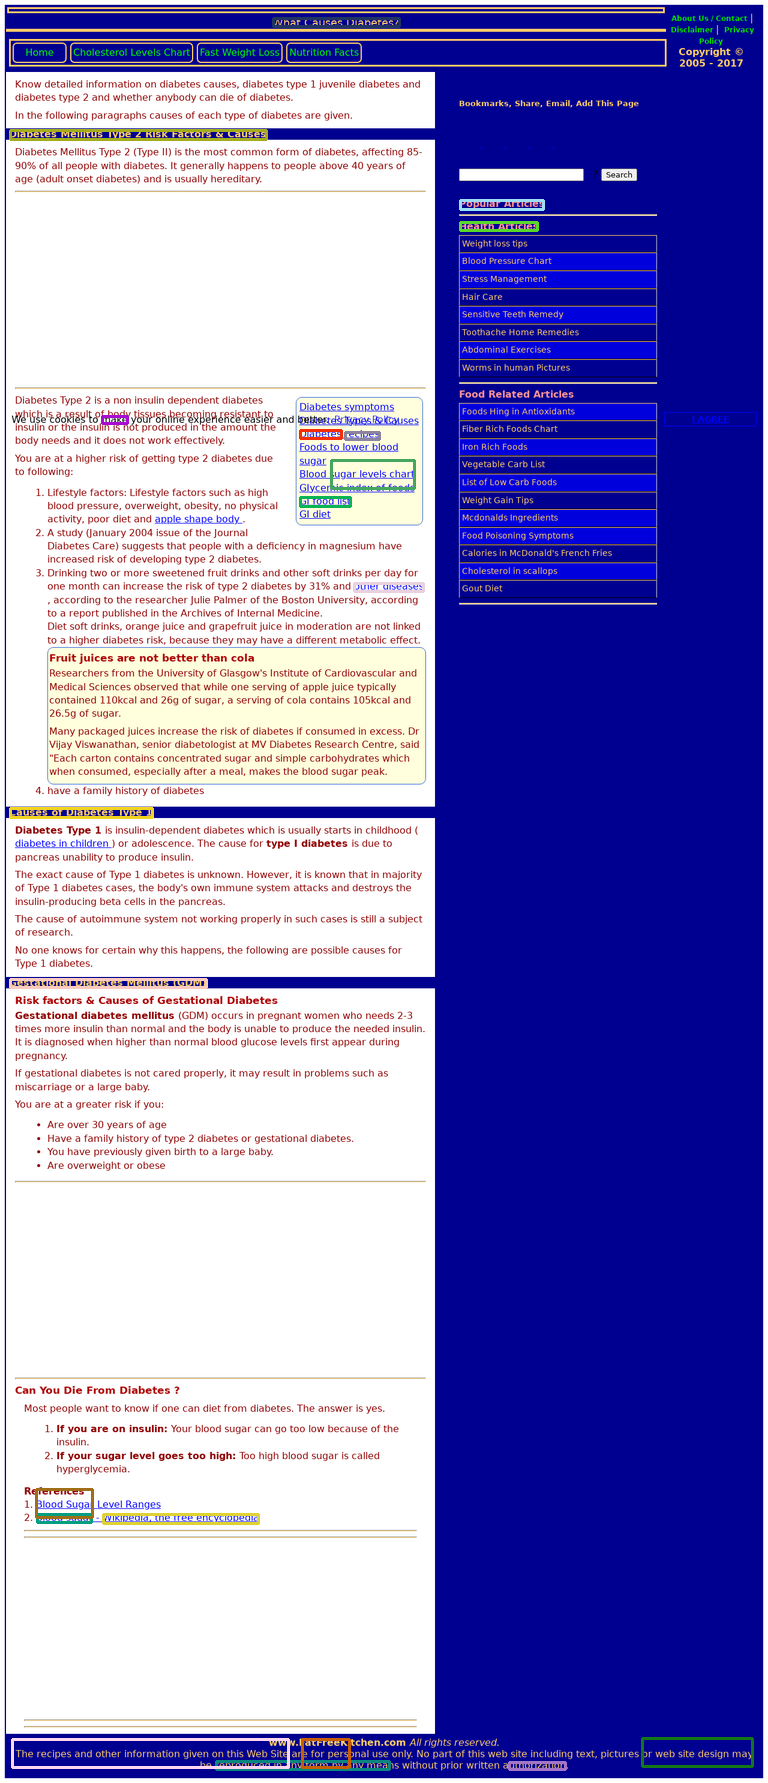 What Causes Diabetes?
About Us / Contact |
Disclaimer | Privacy
Policy
Copyright ©
2005 - 2017
Home
Cholesterol Levels Chart
Fast Weight Loss
Nutrition Facts
Know detailed information on diabetes causes, diabetes type 1 juvenile diabetes and
diabetes type 2 and whether anybody can die of diabetes.
In the following paragraphs causes of each type of diabetes are given.
Diabetes Mellitus Type 2 Risk Factors & Causes
Diabetes Mellitus Type 2 (Type II) is the most common form of diabetes, affecting 85-
90% of all people with diabetes. It generally happens to people above 40 years of
age (adult onset diabetes) and is usually hereditary.
Diabetes Type 2 is a non insulin dependent diabetes
which is a result of body tissues becoming resistant to
insulin or the insulin is not produced in the amount the
body needs and it does not work effectively.
We use cookies to make your online experience easier and better. Privacy Policy
I AGREE
You are at a higher risk of getting type 2 diabetes due
to following:
Diabetes symptoms
Diabetes Types & Causes
Diabetes recipes
Foods to lower blood
sugar
Blood sugar levels chart
Glycemic index of foods
GI food list
GI diet
1. Lifestyle factors: Lifestyle factors such as high
blood pressure, overweight, obesity, no physical
activity, poor diet and apple shape body .
2. A study (January 2004 issue of the Journal
Diabetes Care) suggests that people with a deficiency in magnesium have
increased risk of developing type 2 diabetes.
3. Drinking two or more sweetened fruit drinks and other soft drinks per day for
one month can increase the risk of type 2 diabetes by 31% and other diseases
, according to the researcher Julie Palmer of the Boston University, according
to a report published in the Archives of Internal Medicine.
Diet soft drinks, orange juice and grapefruit juice in moderation are not linked
to a higher diabetes risk, because they may have a different metabolic effect.
Fruit juices are not better than cola
Researchers from the University of Glasgow's Institute of Cardiovascular and
Medical Sciences observed that while one serving of apple juice typically
contained 110kcal and 26g of sugar, a serving of cola contains 105kcal and
26.5g of sugar.
Many packaged juices increase the risk of diabetes if consumed in excess. Dr
Vijay Viswanathan, senior diabetologist at MV Diabetes Research Centre, said
"Each carton contains concentrated sugar and simple carbohydrates which
when consumed, especially after a meal, makes the blood sugar peak.
4. have a family history of diabetes
Causes of Diabetes Type 1
Diabetes Type 1 is insulin-dependent diabetes which is usually starts in childhood (
diabetes in children ) or adolescence. The cause for type I diabetes is due to
pancreas unability to produce insulin.
The exact cause of Type 1 diabetes is unknown. However, it is known that in majority
of Type 1 diabetes cases, the body's own immune system attacks and destroys the
insulin-producing beta cells in the pancreas.
The cause of autoimmune system not working properly in such cases is still a subject
of research.
No one knows for certain why this happens, the following are possible causes for
Type 1 diabetes.
Gestational Diabetes Mellitus (GDM)
Risk factors & Causes of Gestational Diabetes
Gestational diabetes mellitus (GDM) occurs in pregnant women who needs 2-3
times more insulin than normal and the body is unable to produce the needed insulin.
It is diagnosed when higher than normal blood glucose levels first appear during
pregnancy.
If gestational diabetes is not cared properly, it may result in problems such as
miscarriage or a large baby.
You are at a greater risk if you:
• Are over 30 years of age
• Have a family history of type 2 diabetes or gestational diabetes.
• You have previously given birth to a large baby.
• Are overweight or obese
Can You Die From Diabetes ?
Most people want to know if one can diet from diabetes. The answer is yes.
1. If you are on insulin: Your blood sugar can go too low because of the
insulin.
2. If your sugar level goes too high: Too high blood sugar is called
hyperglycemia.
References
1. Blood Sugar Level Ranges
2. Blood Sugar - Wikipedia, the free encyclopedia
Bookmarks, Share, Email, Add This Page
Search
Popular Articles
Health Articles
Weight loss tips
Blood Pressure Chart
Stress Management
Hair Care
Sensitive Teeth Remedy
Toothache Home Remedies
Abdominal Exercises
Worms in human Pictures
Food Related Articles
Foods Hing in Antioxidants
Fiber Rich Foods Chart
Iron Rich Foods
Vegetable Carb List
List of Low Carb Foods
Weight Gain Tips
Mcdonalds Ingredients
Food Poisoning Symptoms
Calories in McDonald's French Fries
Cholesterol in scallops
Gout Diet
www.FatFreeKitchen.com All rights reserved.
The recipes and other information given on this Web Site are for personal use only. No part of this web site including text, pictures or web site design may
be reproduced in any form by any means without prior written authorization.